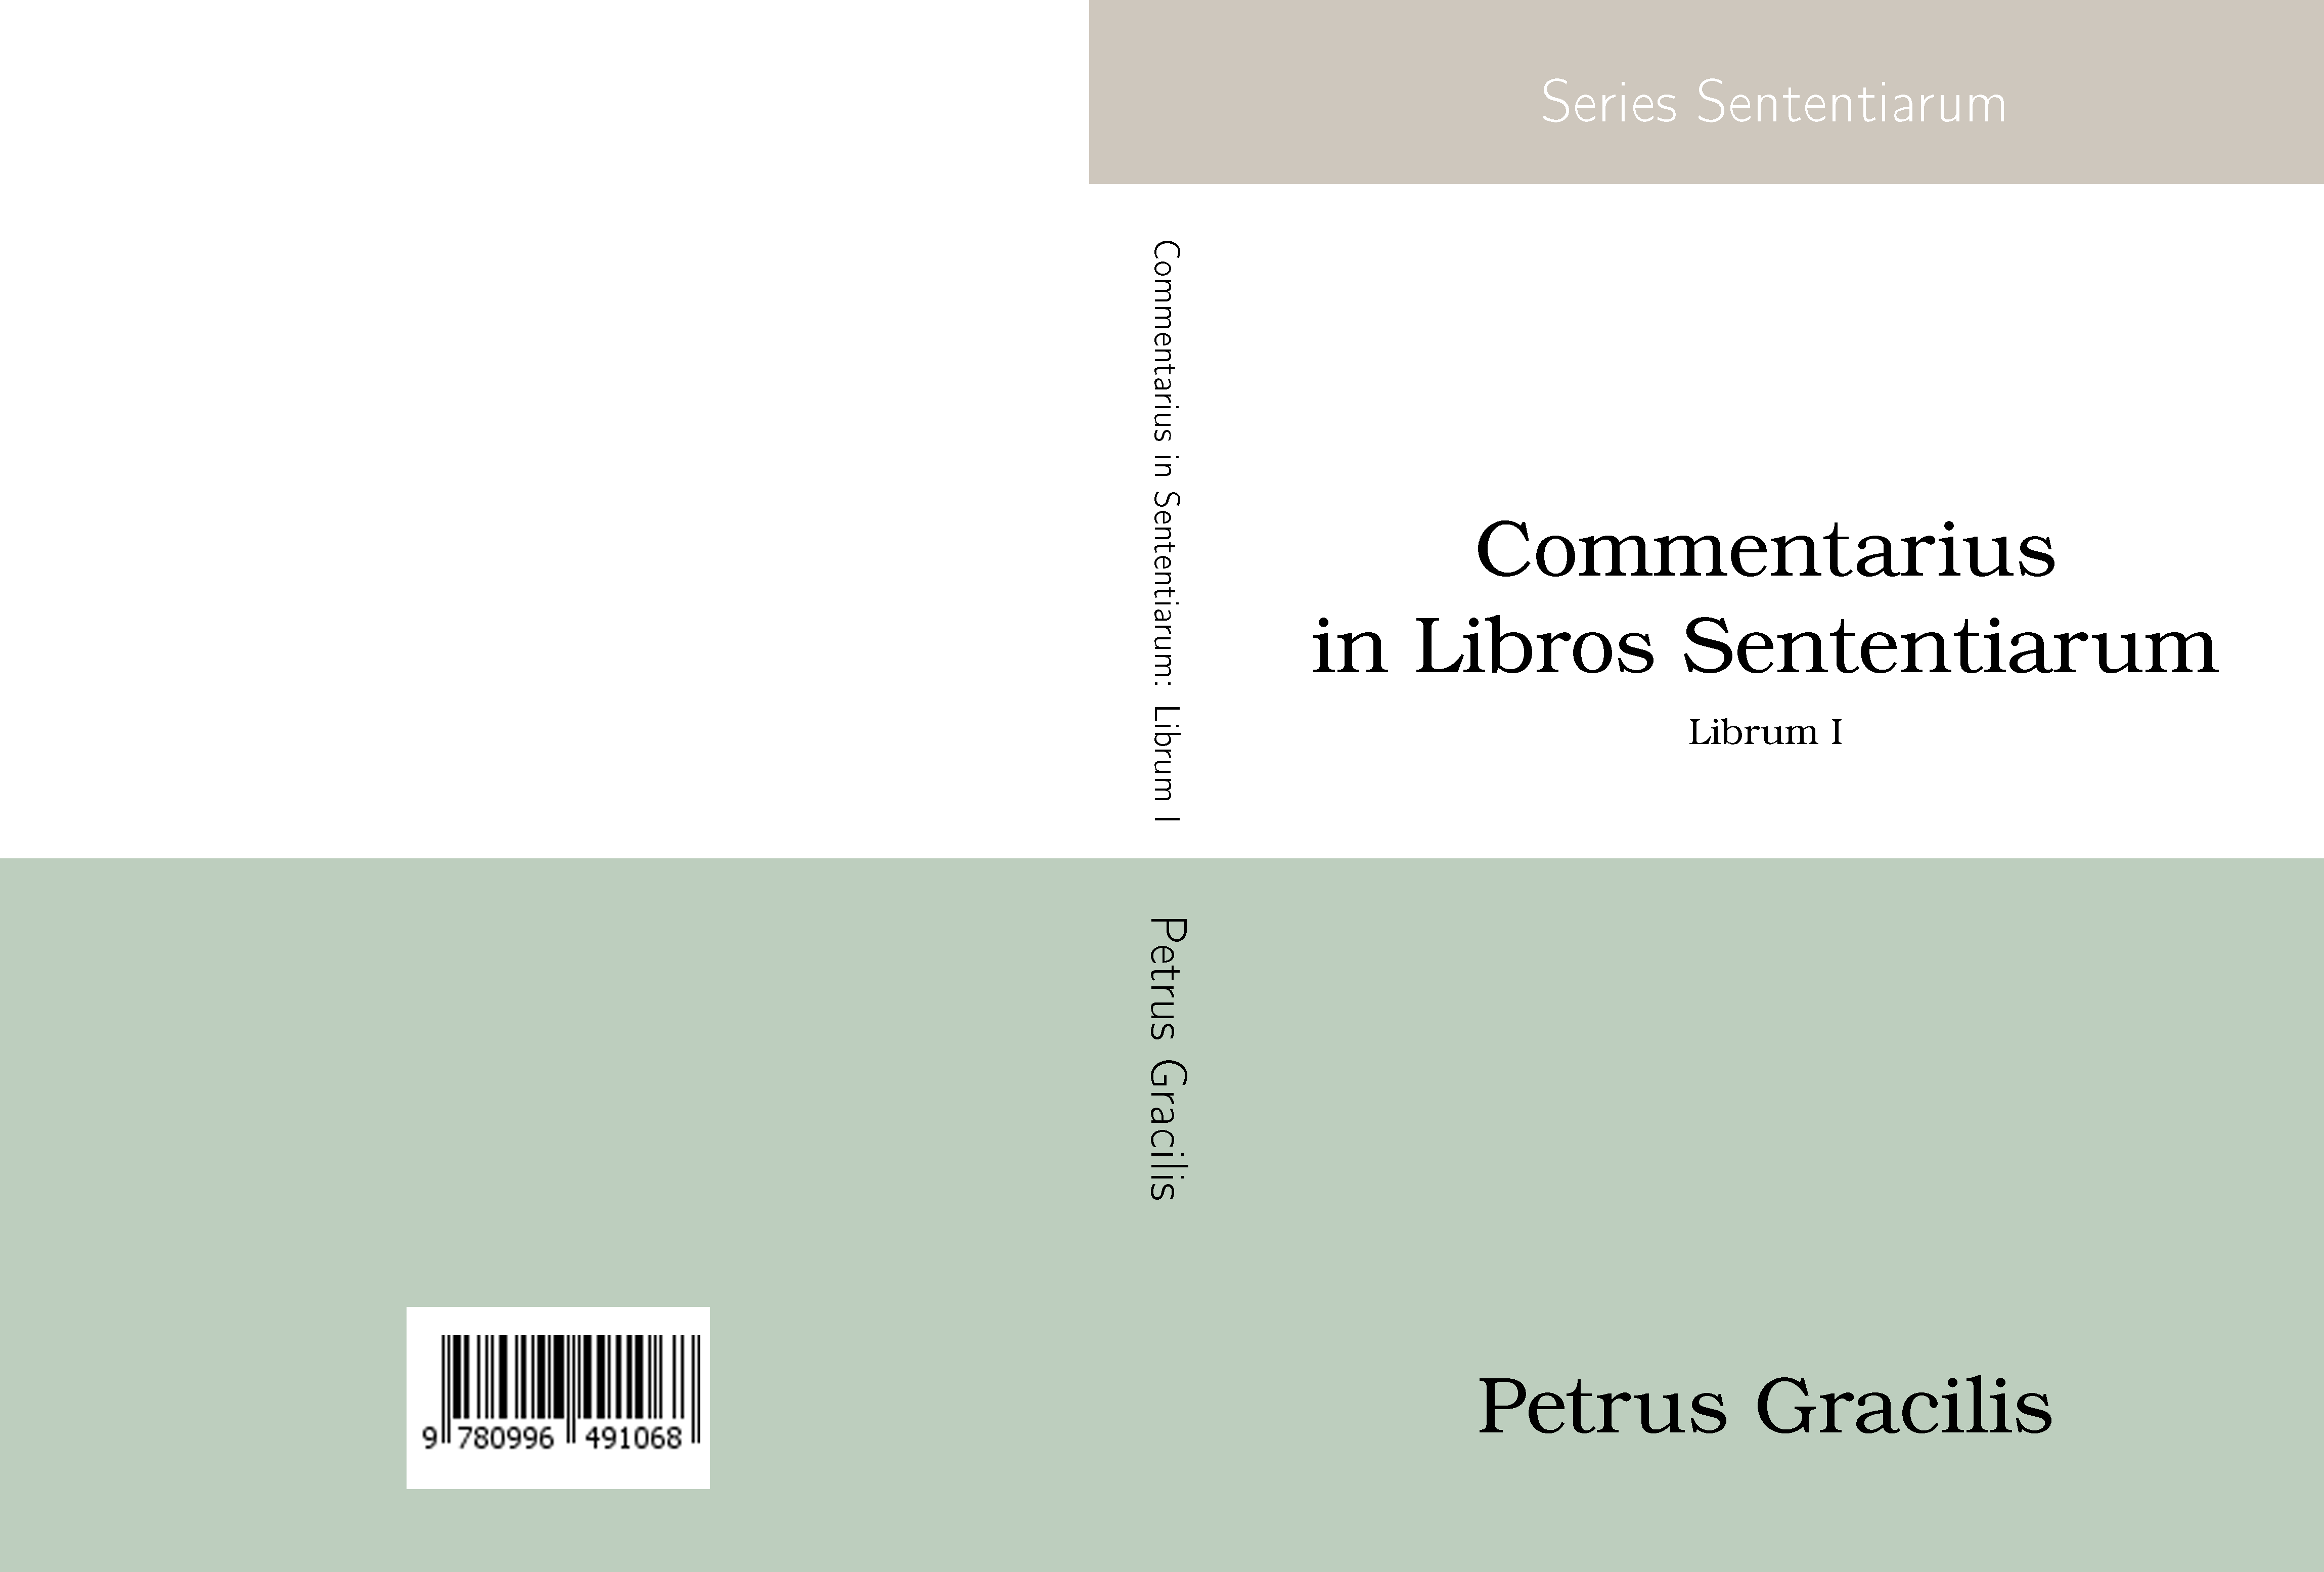 Series Sententiarum
Commentarius in Sententiarum: Librum I
Commentarius
in Libros Sententiarum
Librum I
Petrus Gracilis
Petrus Gracilis
9 780996 491068